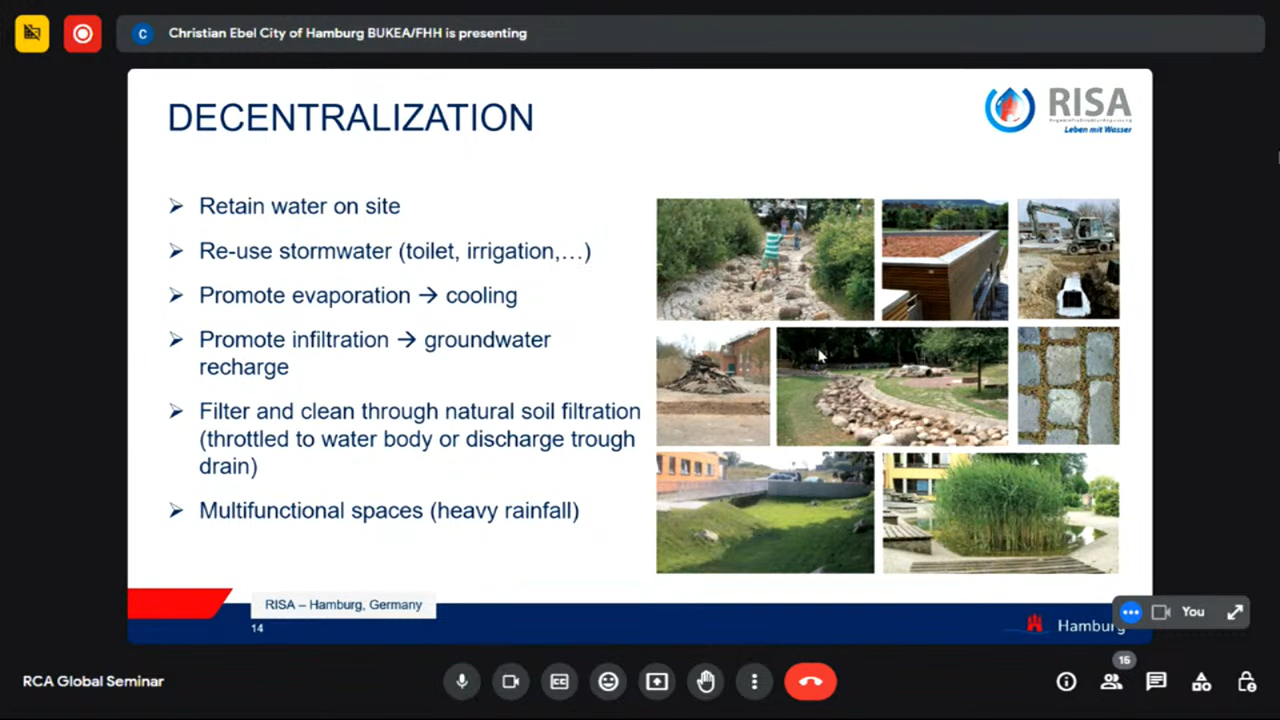 C Christian Ebel City of Hamburg BUKEA/FHH is presenting
DECENTRALIZATION
RISA
Leben mit Wasser
➢ Retain water on site
➢ Re-use stormwater (toilet, irrigation,…)
➢ Promote evaporation → cooling
➢ Promote infiltration → groundwater
recharge
➢ Filter and clean through natural soil filtration
(throttled to water body or discharge trough
drain)
➢ Multifunctional spaces (heavy rainfall)
RISA – Hamburg, Germany
14
Hamburg
You
15
RCA Global Seminar